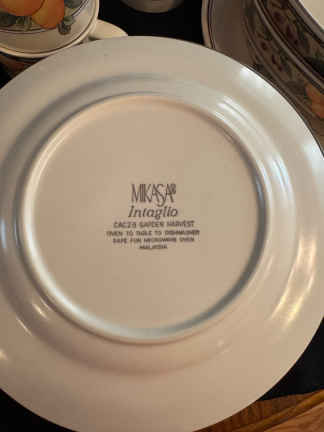 MIKASA®
Intaglio
CAC29 GARDEN HARVEST
OVEN TO TABLE TO DISHWASHER
SAFE FOR MICROWAVE OVEN
MALAYSIA